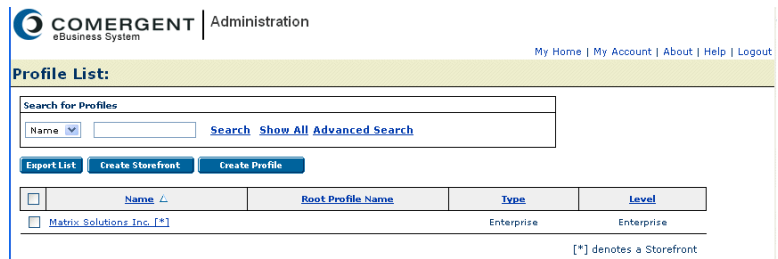 COMERGENT Administration
eBusiness System
My Home | My Account | About | Help | Logout
Profile List:
Search for Profiles
Name Search Show All Advanced Search
Export List Create Storefront Create Profile
Name △ Root Profile Name Type Level
Matrix Solutions Inc. [*] Enterprise Enterprise
[*] denotes a Storefront